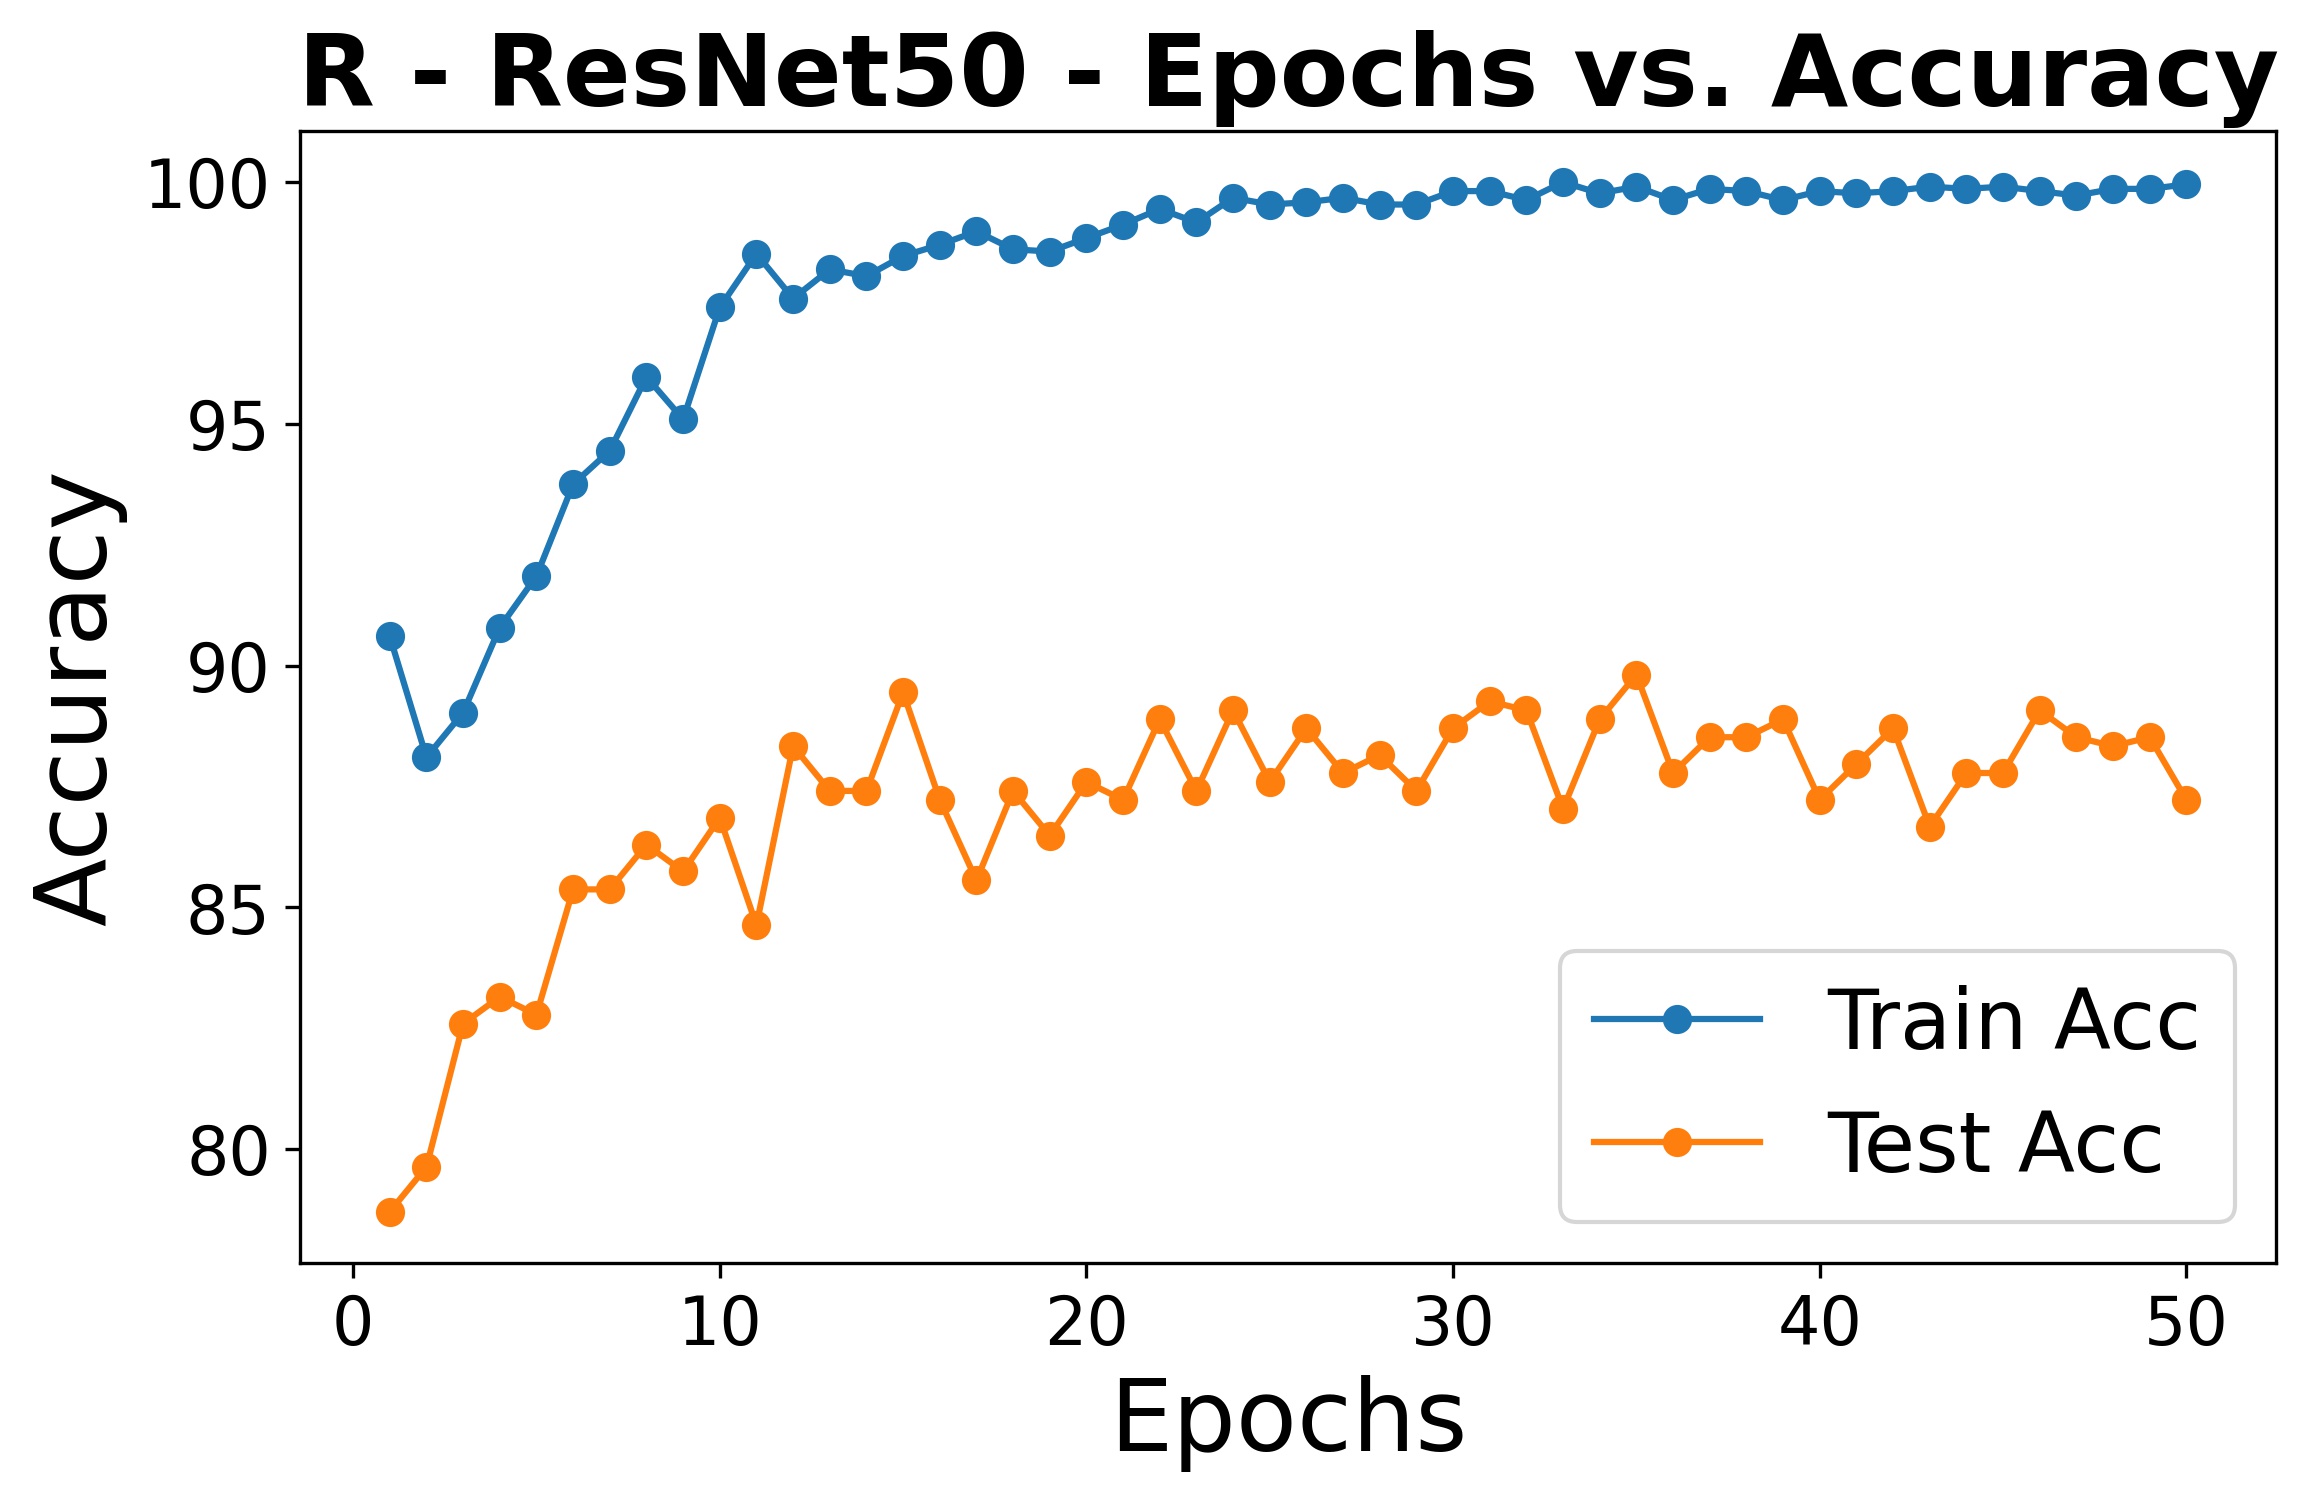 R - ResNet50 - Epochs vs. Accuracy
100
95
90
85
80
Accuracy
Train Acc
Test Acc
0 10 20 30 40 50
Epochs